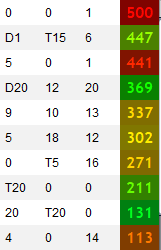 0 0 1 500
D1 T15 6 447
5 0 1 441
D20 12 20 369
9 10 13 337
5 18 12 302
0 T5 16 271
T20 0 0 211
20 T20 0 131
4 0 14 113